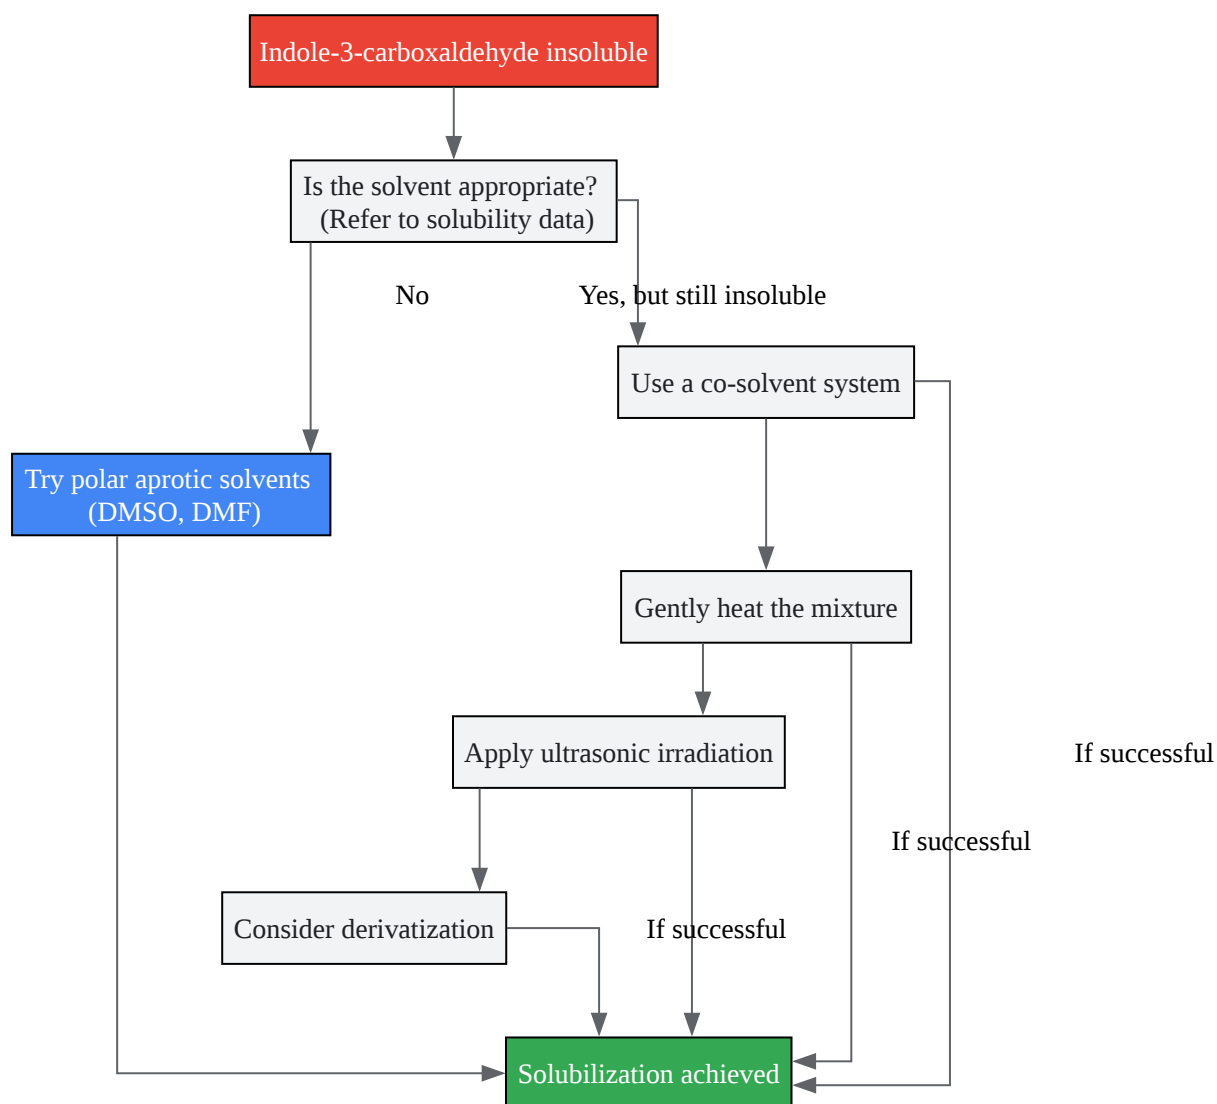 Indole-3-carboxaldehyde insoluble
Is the solvent appropriate?
(Refer to solubility data)
No
Yes, but still insoluble
Use a co-solvent system
Try polar aprotic solvents
(DMSO, DMF)
Gently heat the mixture
Apply ultrasonic irradiation
If successful
If successful
Consider derivatization
If successful
Solubilization achieved